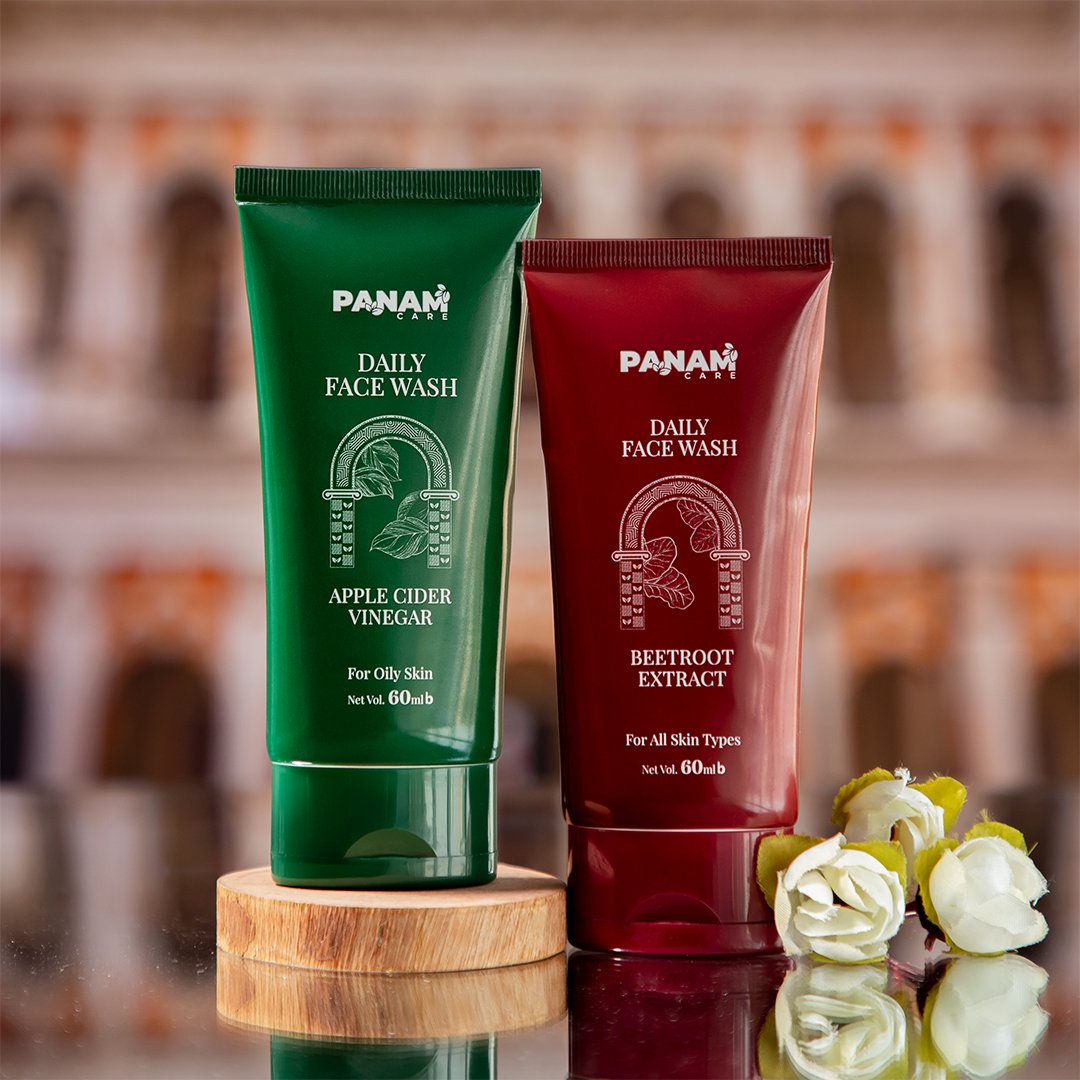 PANAM
CARE
DAILY
FACE WASH
APPLE CIDER
VINEGAR
For Oily Skin
Net Vol. 60ml b
PANAM
CARE
DAILY
FACE WASH
BEETROOT
EXTRACT
For All Skin Types
Net Vol. 60ml b